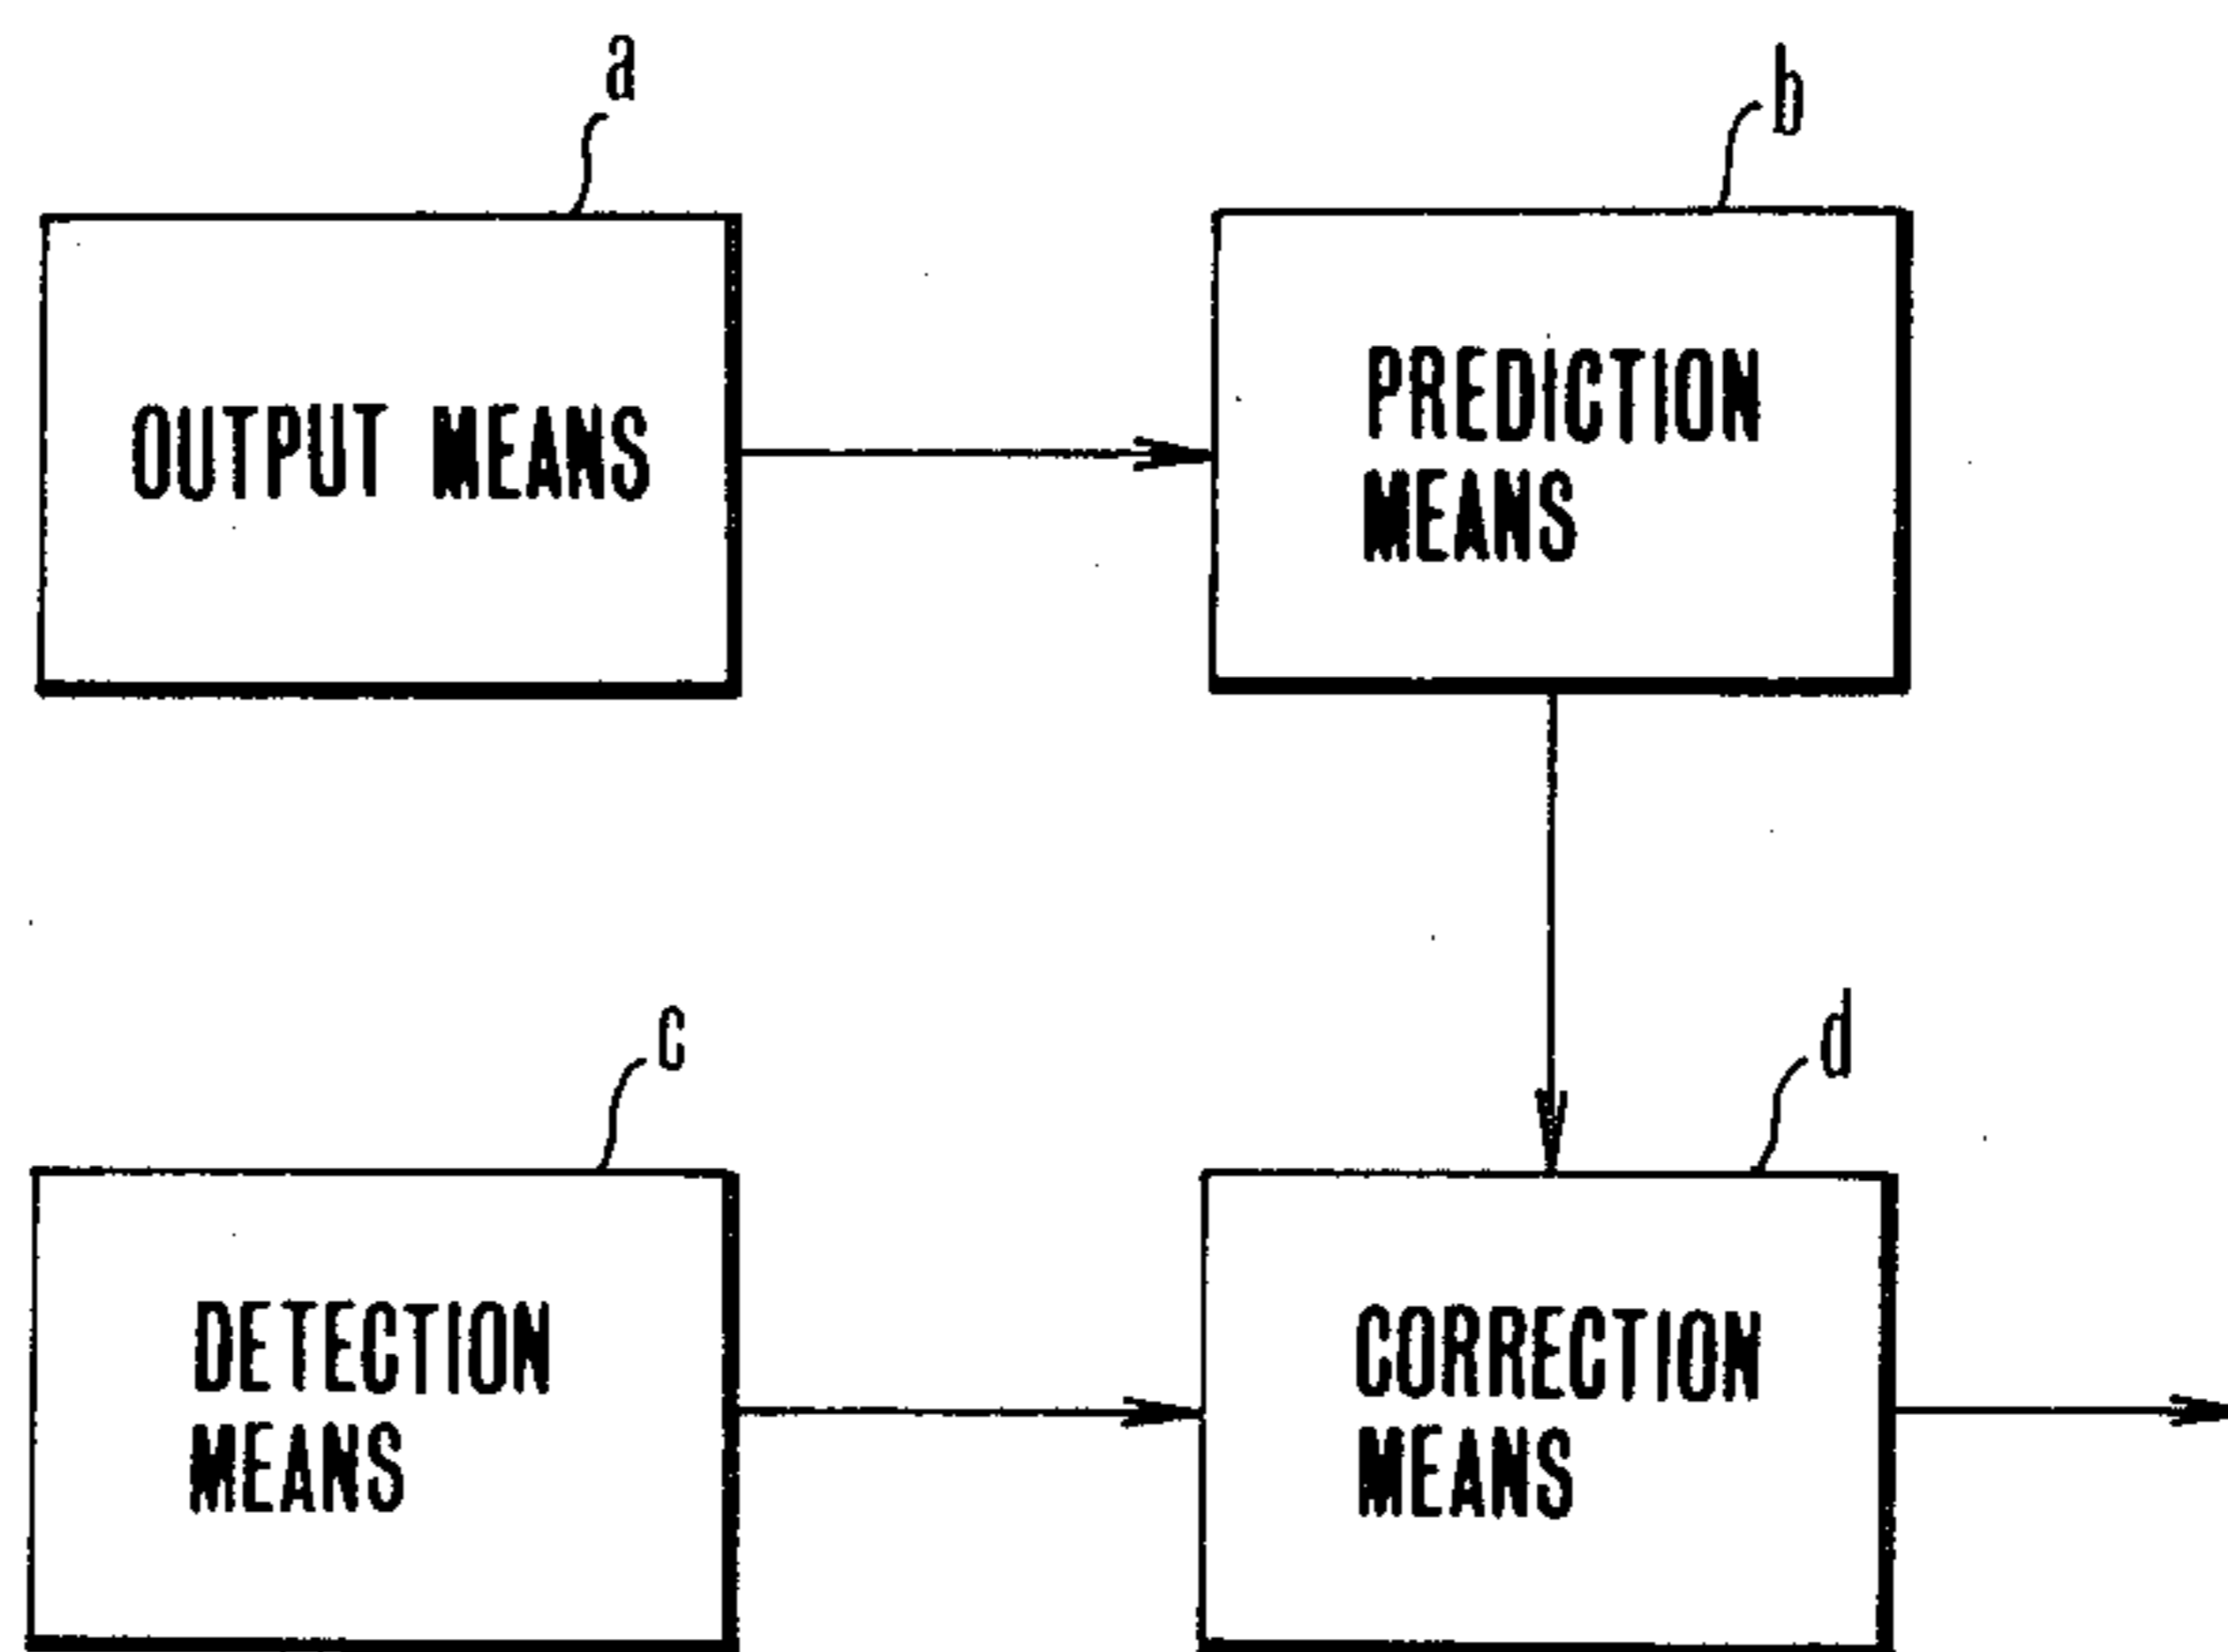 a
b
OUTPUT MEANS
PREDICTION
MEANS
c
d
DETECTION
MEANS
CORRECTION
MEANS